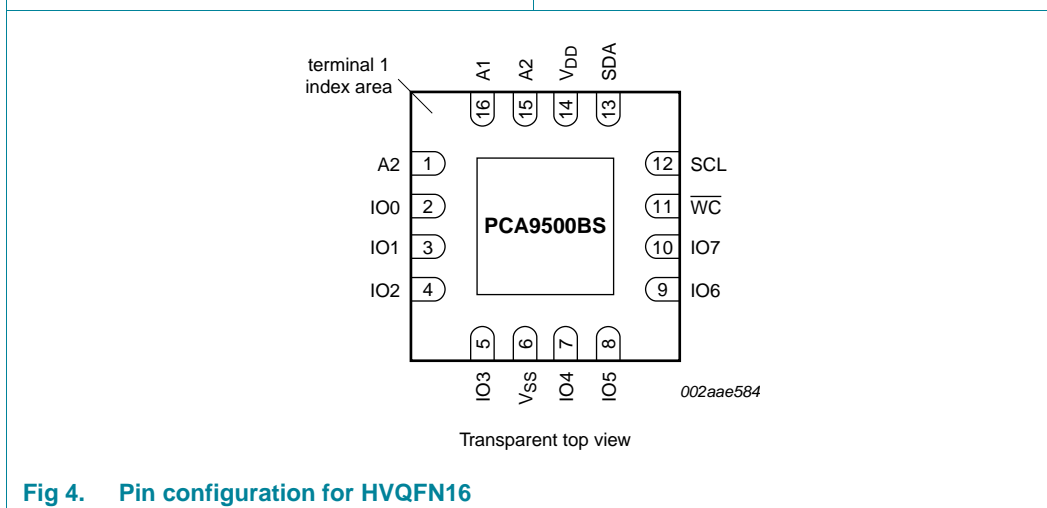 terminal 1
index area
A1
A2
VDD
SDA
16
15
14
13
A2 1
12 SCL
IO0 2
11 WC
PCA9500BS
IO1 3
10 IO7
IO2 4
9 IO6
5
6
7
8
IO3
VSS
IO4
IO5
002aae584
Transparent top view
Fig 4. Pin configuration for HVQFN16